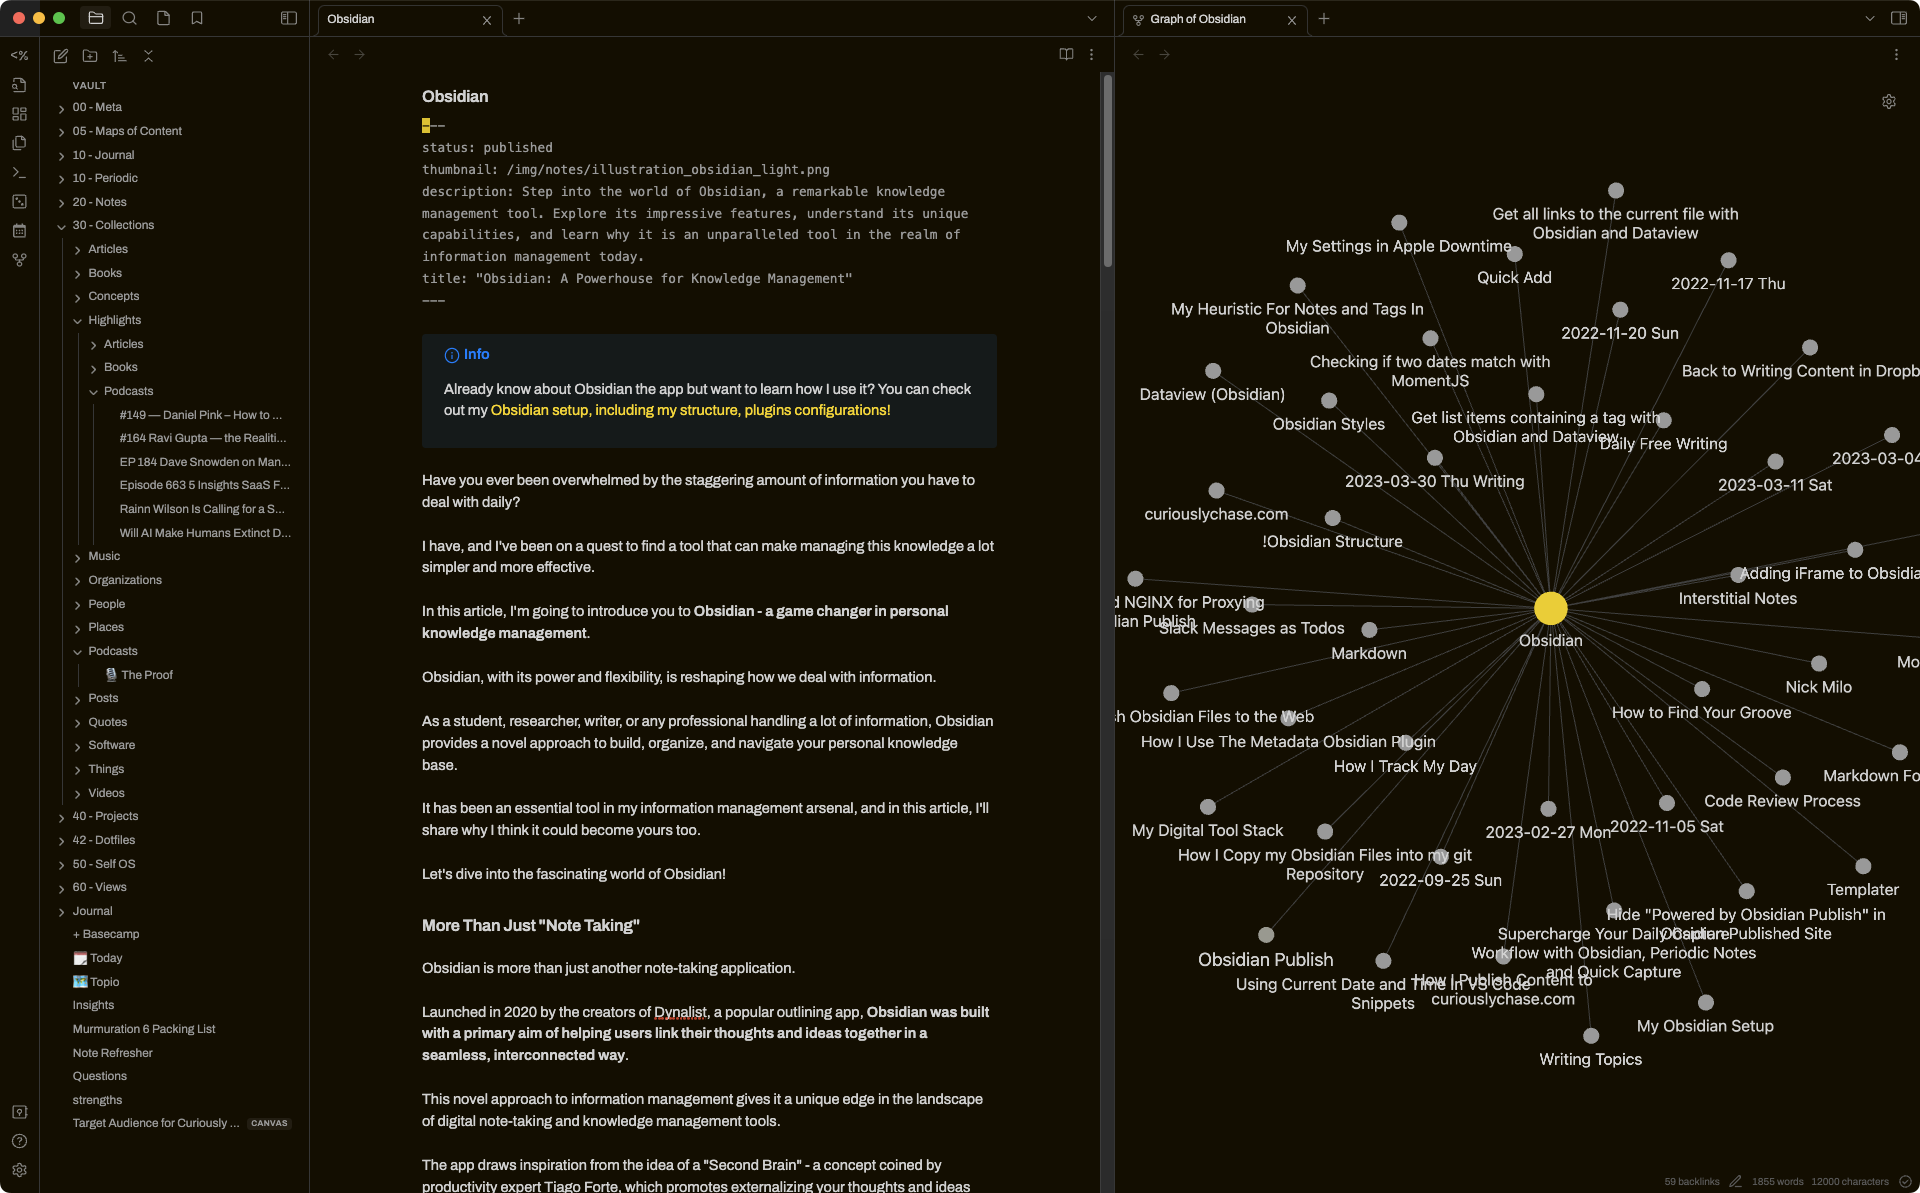 Obsidian
Graph of Obsidian
<%
VAULT
00 - Meta
05 - Maps of Content
10 - Journal
10 - Periodic
20 - Notes
30 - Collections
Articles
Books
Concepts
Highlights
Articles
Books
Podcasts
#149 — Daniel Pink – How to ...
#164 Ravi Gupta — the Realiti...
EP 184 Dave Snowden on Man...
Episode 663 5 Insights SaaS F...
Rainn Wilson Is Calling for a S...
Will AI Make Humans Extinct D...
Music
Organizations
People
Places
Podcasts
The Proof
Posts
Quotes
Software
Things
Videos
40 - Projects
42 - Dotfiles
50 - Self OS
60 - Views
Journal
+ Basecamp
Today
Topio
Insights
Murmuration 6 Packing List
Note Refresher
Questions
strengths
Target Audience for Curiously ... CANVAS
Obsidian
---
status: published
thumbnail: /img/notes/illustration_obsidian_light.png
description: Step into the world of Obsidian, a remarkable knowledge
management tool. Explore its impressive features, understand its unique
capabilities, and learn why it is an unparalleled tool in the realm of
information management today.
title: "Obsidian: A Powerhouse for Knowledge Management"
---
Info
Already know about Obsidian the app but want to learn how I use it? You can check
out my Obsidian setup, including my structure, plugins configurations!
Have you ever been overwhelmed by the staggering amount of information you have to
deal with daily?
I have, and I've been on a quest to find a tool that can make managing this knowledge a lot
simpler and more effective.
In this article, I'm going to introduce you to Obsidian - a game changer in personal
knowledge management.
Obsidian, with its power and flexibility, is reshaping how we deal with information.
As a student, researcher, writer, or any professional handling a lot of information, Obsidian
provides a novel approach to build, organize, and navigate your personal knowledge
base.
It has been an essential tool in my information management arsenal, and in this article, I'll
share why I think it could become yours too.
Let's dive into the fascinating world of Obsidian!
More Than Just "Note Taking"
Obsidian is more than just another note-taking application.
Launched in 2020 by the creators of Dynalist, a popular outlining app, Obsidian was built
with a primary aim of helping users link their thoughts and ideas together in a
seamless, interconnected way.
This novel approach to information management gives it a unique edge in the landscape
of digital note-taking and knowledge management tools.
The app draws inspiration from the idea of a "Second Brain" - a concept coined by
productivity expert Tiago Forte, which promotes externalizing your thoughts and ideas
Get all links to the current file with
Obsidian and Dataview
My Settings in Apple Downtime
Quick Add
2022-11-17 Thu
My Heuristic For Notes and Tags In
Obsidian
2022-11-20 Sun
Checking if two dates match with
MomentJS
Back to Writing Content in Dropb
Dataview (Obsidian)
Obsidian Styles
Get list items containing a tag with
Obsidian and Dataview
Daily Free Writing
2023-03-04
2023-03-30 Thu Writing
2023-03-11 Sat
curiouslychase.com
!Obsidian Structure
Adding iFrame to Obsidia
Interstitial Notes
d NGINX for Proxying
ian Publish
Slack Messages as Todos
Markdown
Obsidian
Mo
Nick Milo
How to Find Your Groove
h Obsidian Files to the Web
How I Use The Metadata Obsidian Plugin
How I Track My Day
Markdown Fo
Code Review Process
My Digital Tool Stack
2023-02-27 Mon
2022-11-05 Sat
How I Copy my Obsidian Files into my git
Repository
2022-09-25 Sun
Templater
Hide "Powered by Obsidian Publish" in
Obsidian Published Site
Supercharge Your Daily Capture
Workflow with Obsidian, Periodic Notes
and Quick Capture
Obsidian Publish
Using Current Date and Time in VS Code
Snippets
How I Publish Content to
curiouslychase.com
My Obsidian Setup
Writing Topics
59 backlinks
1855 words
12000 characters